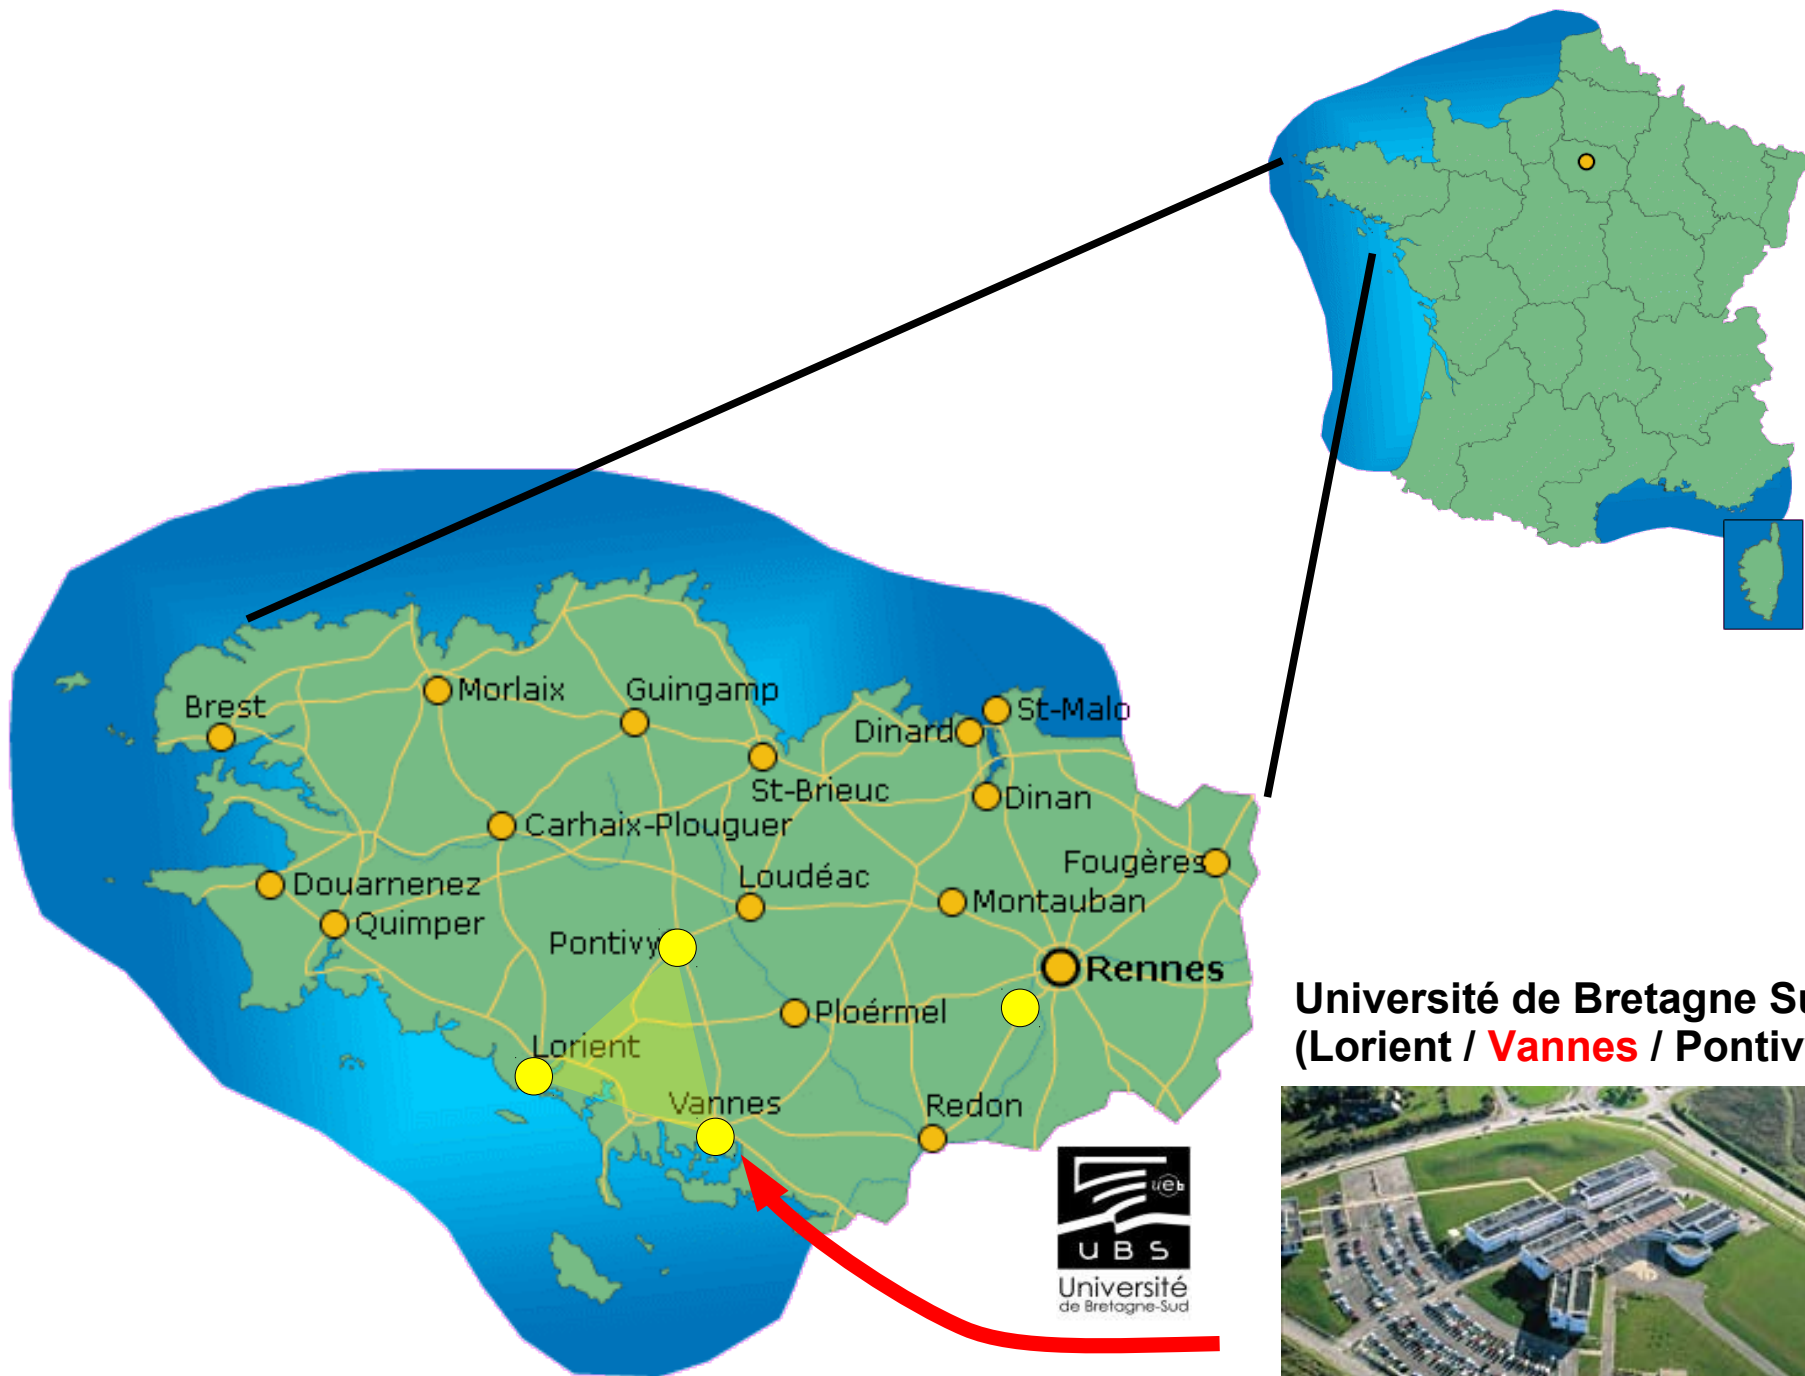 Morlaix
Guingamp
Brest
St-Malo
Dinard
St-Brieuc
Dinan
Carhaix-Plouguer
Fougères
Loudéac
Douarnenez
Montauban
Quimper
Pontivy
Rennes
Ploérmel
Lorient
Vannes
Redon
Université de Bretagne Su
(Lorient / Vannes / Pontiv
ueb
UBS
Université
de Bretagne-Sud